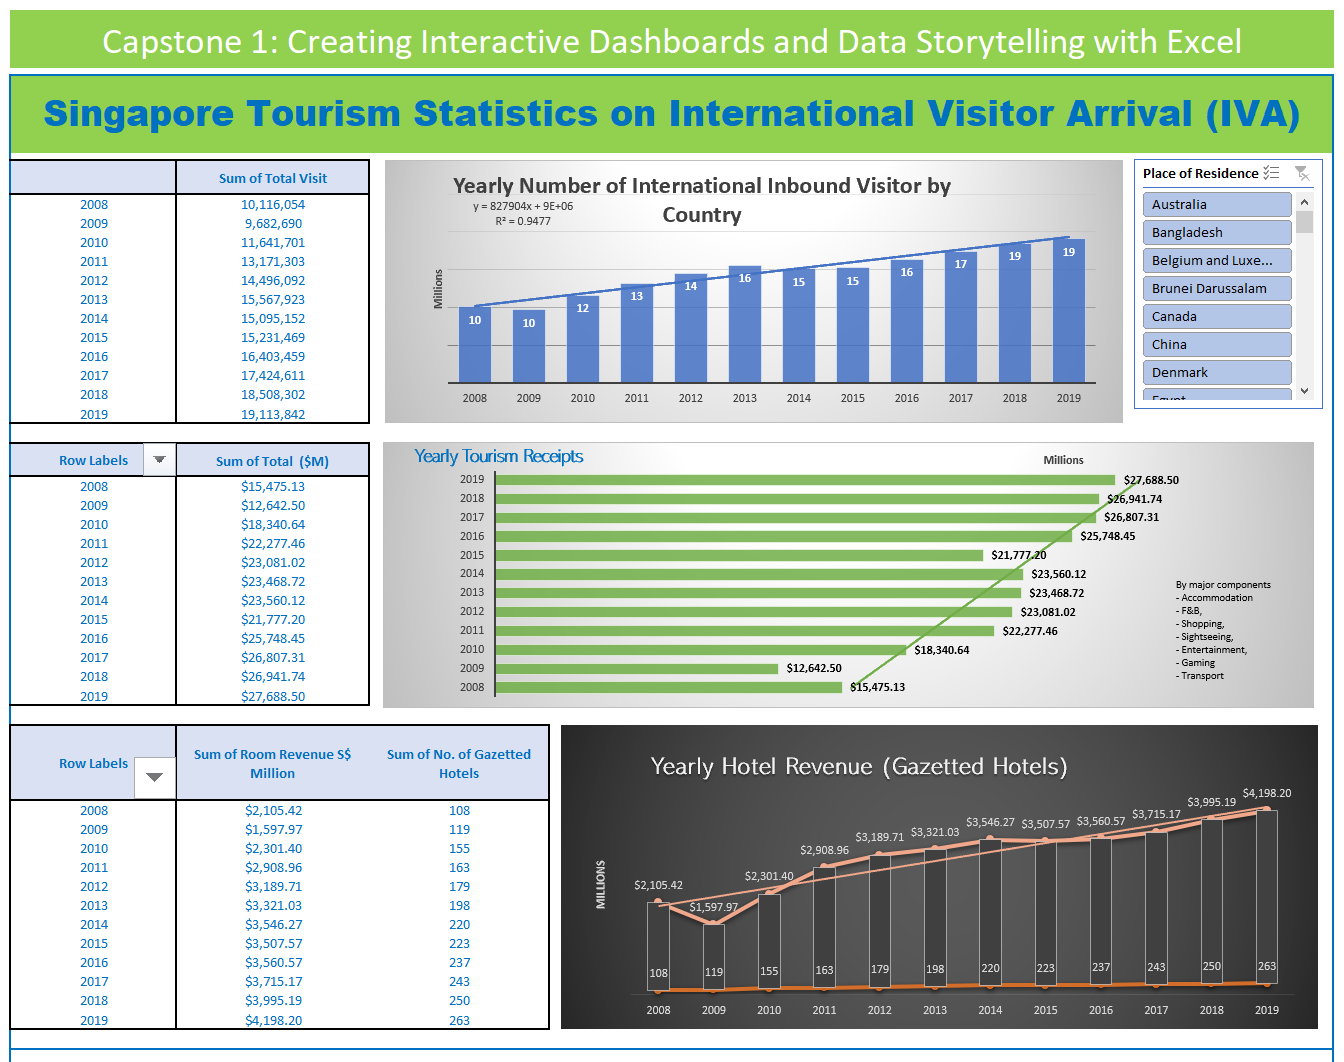 Capstone 1: Creating Interactive Dashboards and Data Storytelling with Excel
Singapore Tourism Statistics on International Visitor Arrival (IVA)
Sum of Total Visit
2008 10,116,054
2009 9,682,690
2010 11,641,701
2011 13,171,303
2012 14,496,092
2013 15,567,923
2014 15,095,152
2015 15,231,469
2016 16,403,459
2017 17,424,611
2018 18,508,302
2019 19,113,842
Yearly Number of International Inbound Visitor by
Country
y = 827904x + 9E+06
R² = 0.9477
Millions
10 10 12 13 14 16 15 15 16 17 19 19
2008 2009 2010 2011 2012 2013 2014 2015 2016 2017 2018 2019
Place of Residence
Australia
Bangladesh
Belgium and Luxe...
Brunei Darussalam
Canada
China
Denmark
Egypt
Row Labels Sum of Total ($M)
2008 $15,475.13
2009 $12,642.50
2010 $18,340.64
2011 $22,277.46
2012 $23,081.02
2013 $23,468.72
2014 $23,560.12
2015 $21,777.20
2016 $25,748.45
2017 $26,807.31
2018 $26,941.74
2019 $27,688.50
Yearly Tourism Receipts
Millions
2019 $27,688.50
2018 $26,941.74
2017 $26,807.31
2016 $25,748.45
2015 $21,777.20
2014 $23,560.12
2013 $23,468.72
2012 $23,081.02
2011 $22,277.46
2010 $18,340.64
2009 $12,642.50
2008 $15,475.13
By major components
- Accommodation
- F&B,
- Shopping,
- Sightseeing,
- Entertainment,
- Gaming
- Transport
Row Labels Sum of Room Revenue S$ Sum of No. of Gazetted
Million Hotels
2008 $2,105.42 108
2009 $1,597.97 119
2010 $2,301.40 155
2011 $2,908.96 163
2012 $3,189.71 179
2013 $3,321.03 198
2014 $3,546.27 220
2015 $3,507.57 223
2016 $3,560.57 237
2017 $3,715.17 243
2018 $3,995.19 250
2019 $4,198.20 263
Yearly Hotel Revenue (Gazetted Hotels)
MILLIONS
$2,105.42 $1,597.97 $2,301.40 $2,908.96 $3,189.71 $3,321.03 $3,546.27 $3,507.57 $3,560.57 $3,715.17 $3,995.19 $4,198.20
108 119 155 163 179 198 220 223 237 243 250 263
2008 2009 2010 2011 2012 2013 2014 2015 2016 2017 2018 2019